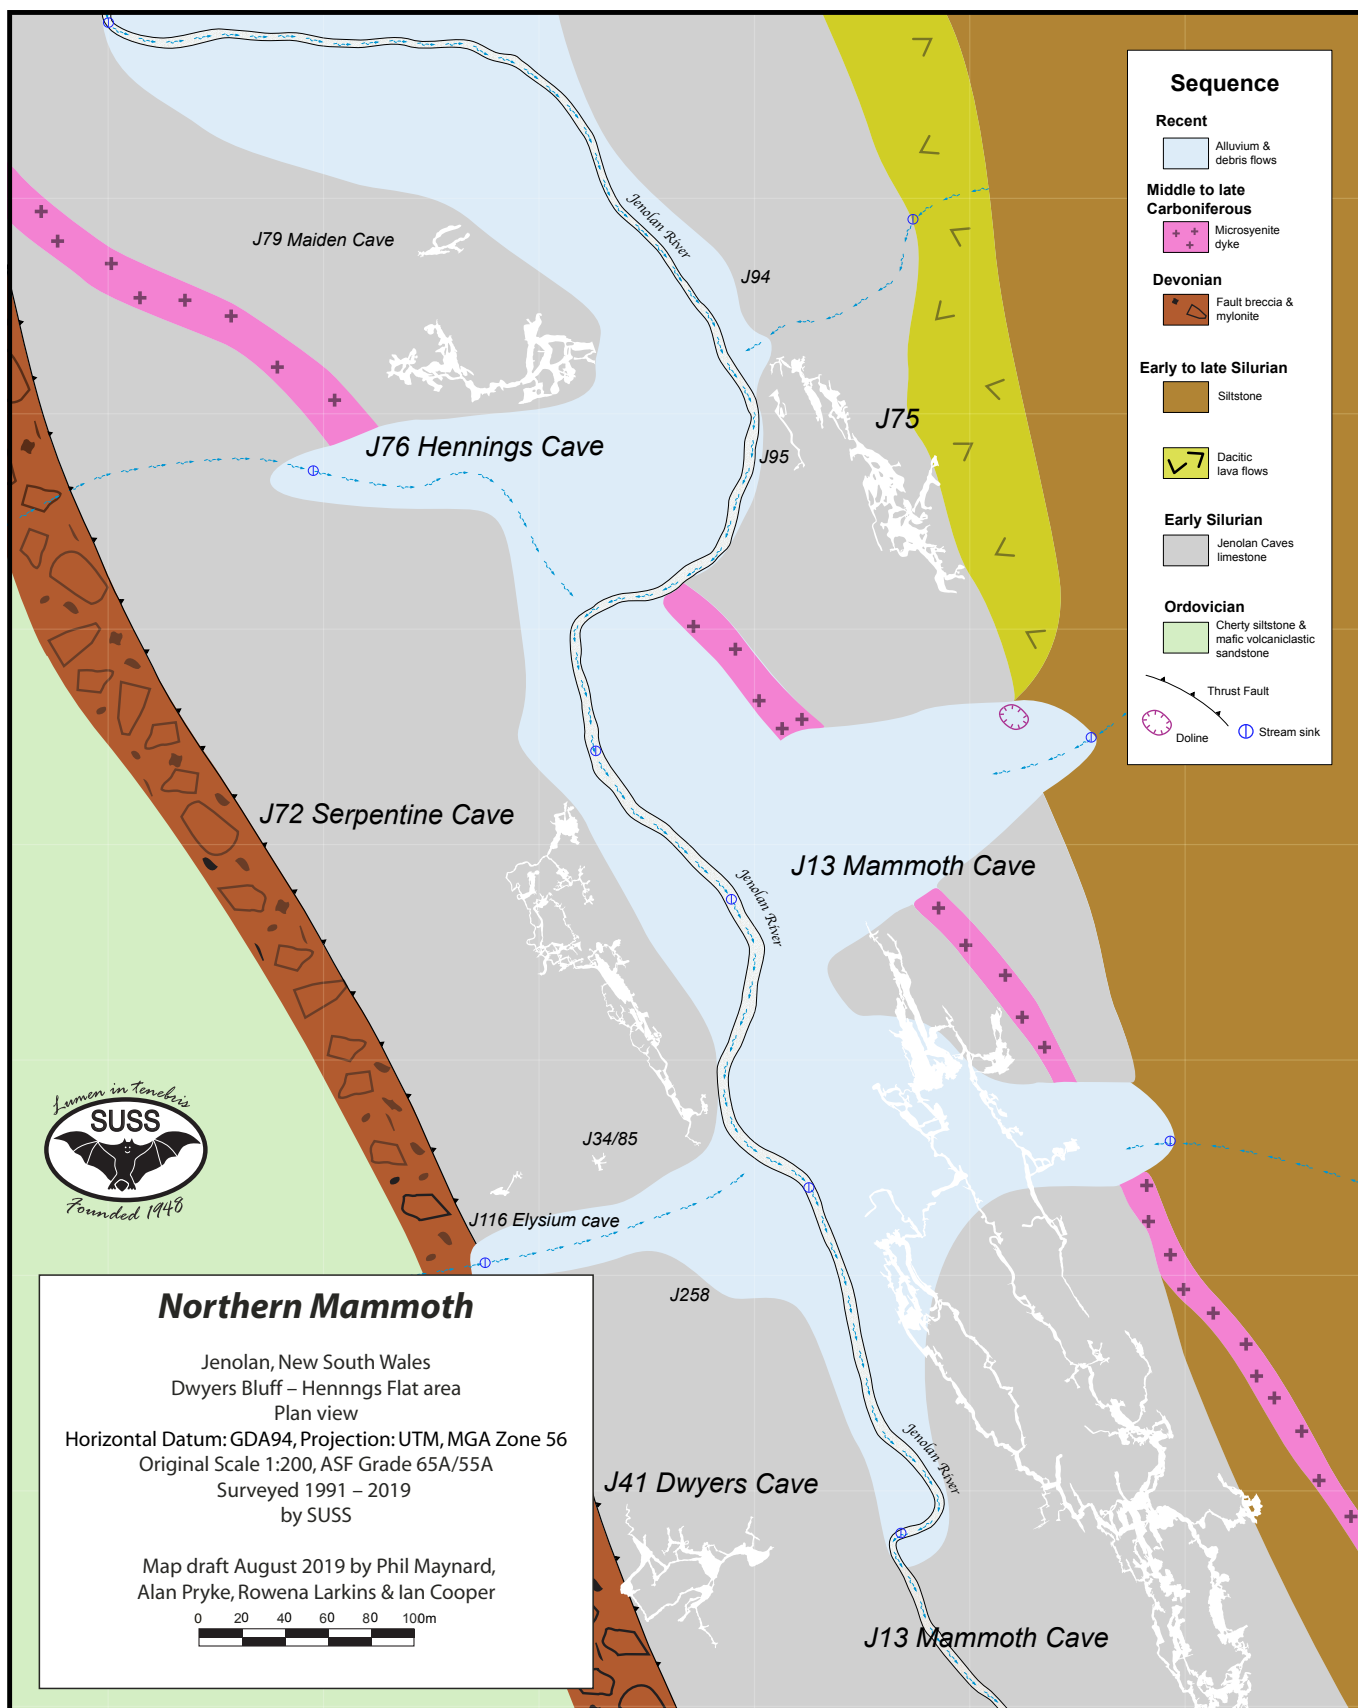 Jenolan River
J79 Maiden Cave
J94
J75
J76 Hennings Cave
J95
J72 Serpentine Cave
J13 Mammoth Cave
Jenolan River
J34/85
J116 Elysium cave
J258
Jenolan River
J41 Dwyers Cave
J13 Mammoth Cave
Sequence
Recent
Alluvium &
debris flows
Middle to late
Carboniferous
Microsyenite
dyke
Devonian
Fault breccia &
mylonite
Early to late Silurian
Siltstone
Dacitic
lava flows
Early Silurian
Jenolan Caves
limestone
Ordovician
Cherty siltstone &
mafic volcaniclastic
sandstone
Thrust Fault
Doline
Stream sink
Lumen in tenebris
SUSS
Founded 1948
Northern Mammoth
Jenolan, New South Wales
Dwyers Bluff – Hennngs Flat area
Plan view
Horizontal Datum: GDA94, Projection: UTM, MGA Zone 56
Original Scale 1:200, ASF Grade 65A/55A
Surveyed 1991 – 2019
by SUSS
Map draft August 2019 by Phil Maynard,
Alan Pryke, Rowena Larkins & Ian Cooper
0 20 40 60 80 100m